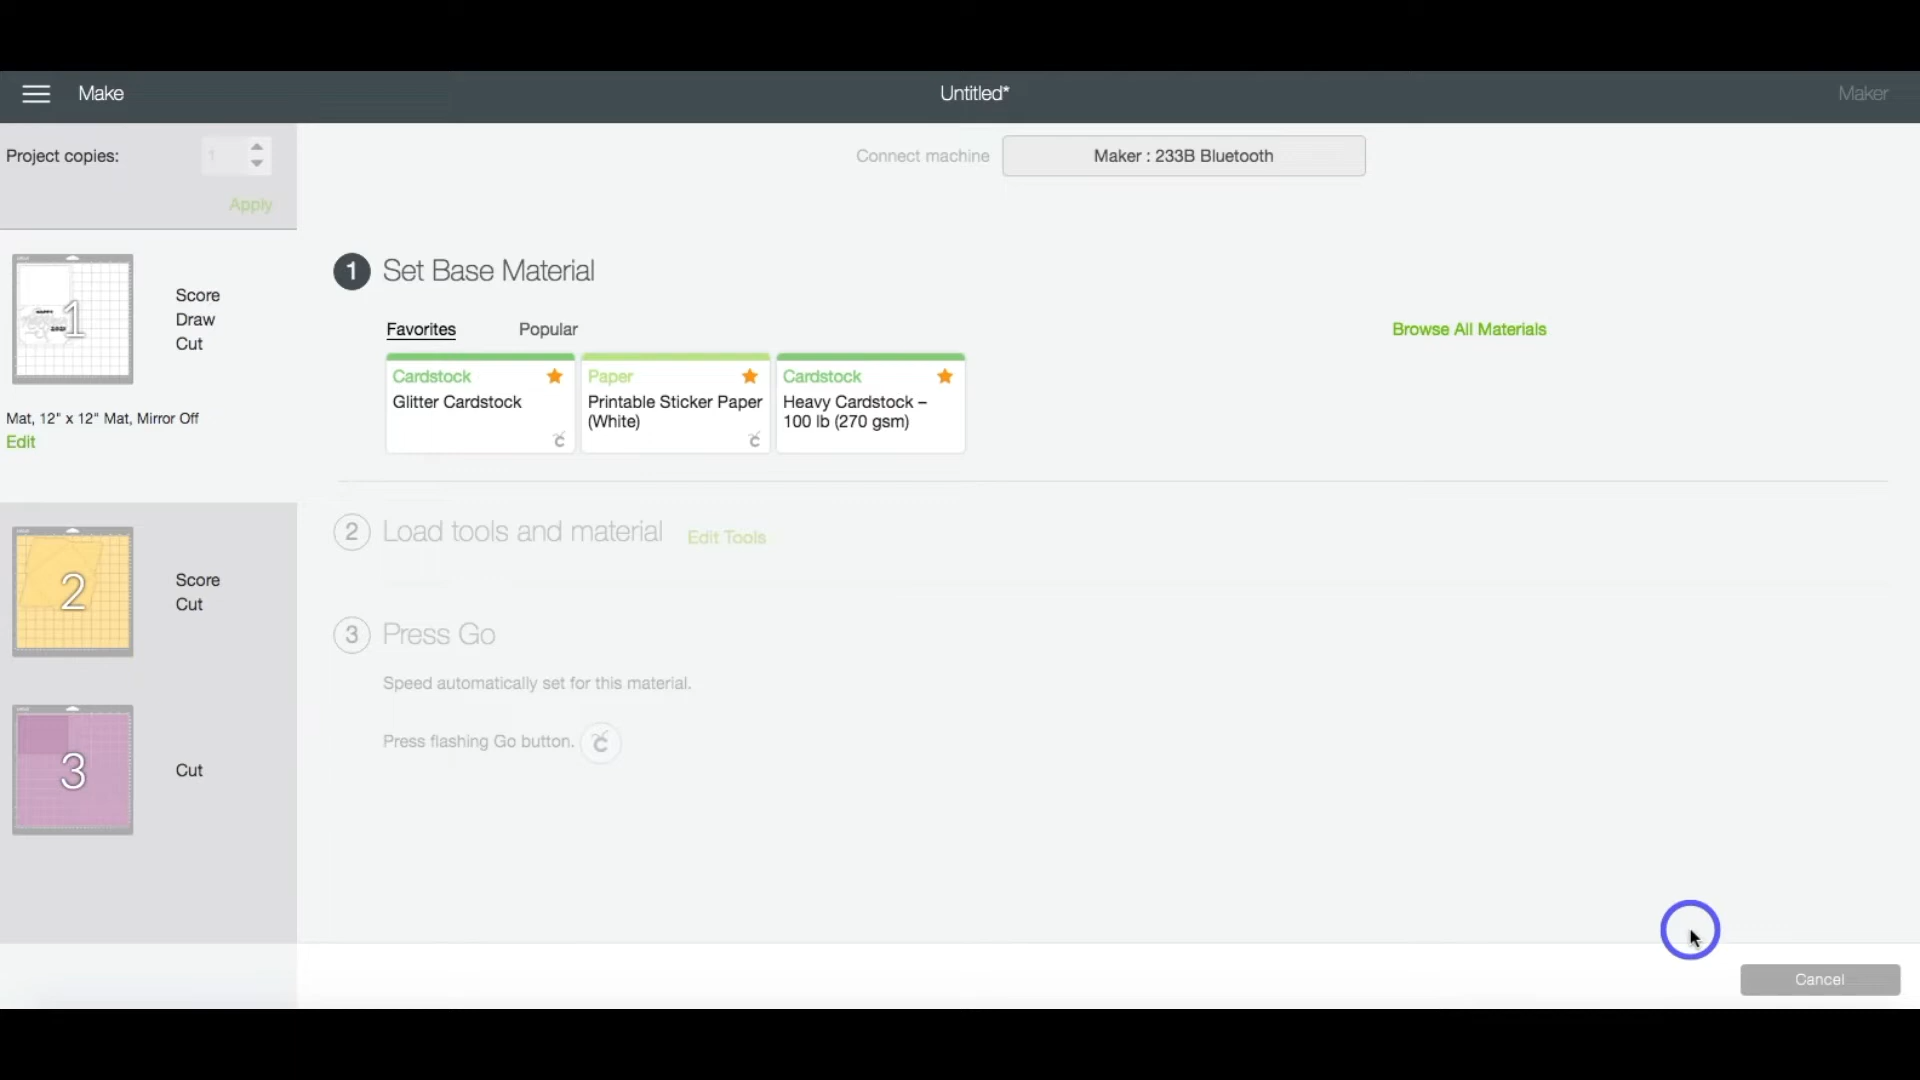 Make
Untitled*
Maker
Project copies:
1
Apply
Connect machine
Maker : 233B Bluetooth
1
Score
Draw
Cut
Mat, 12" x 12" Mat, Mirror Off
Edit
2
Score
Cut
3
Cut
1 Set Base Material
Favorites
Popular
Browse All Materials
Cardstock
Glitter Cardstock
Paper
Printable Sticker Paper
(White)
Cardstock
Heavy Cardstock –
100 lb (270 gsm)
2 Load tools and material
Edit Tools
3 Press Go
Speed automatically set for this material.
Press flashing Go button.
Cancel